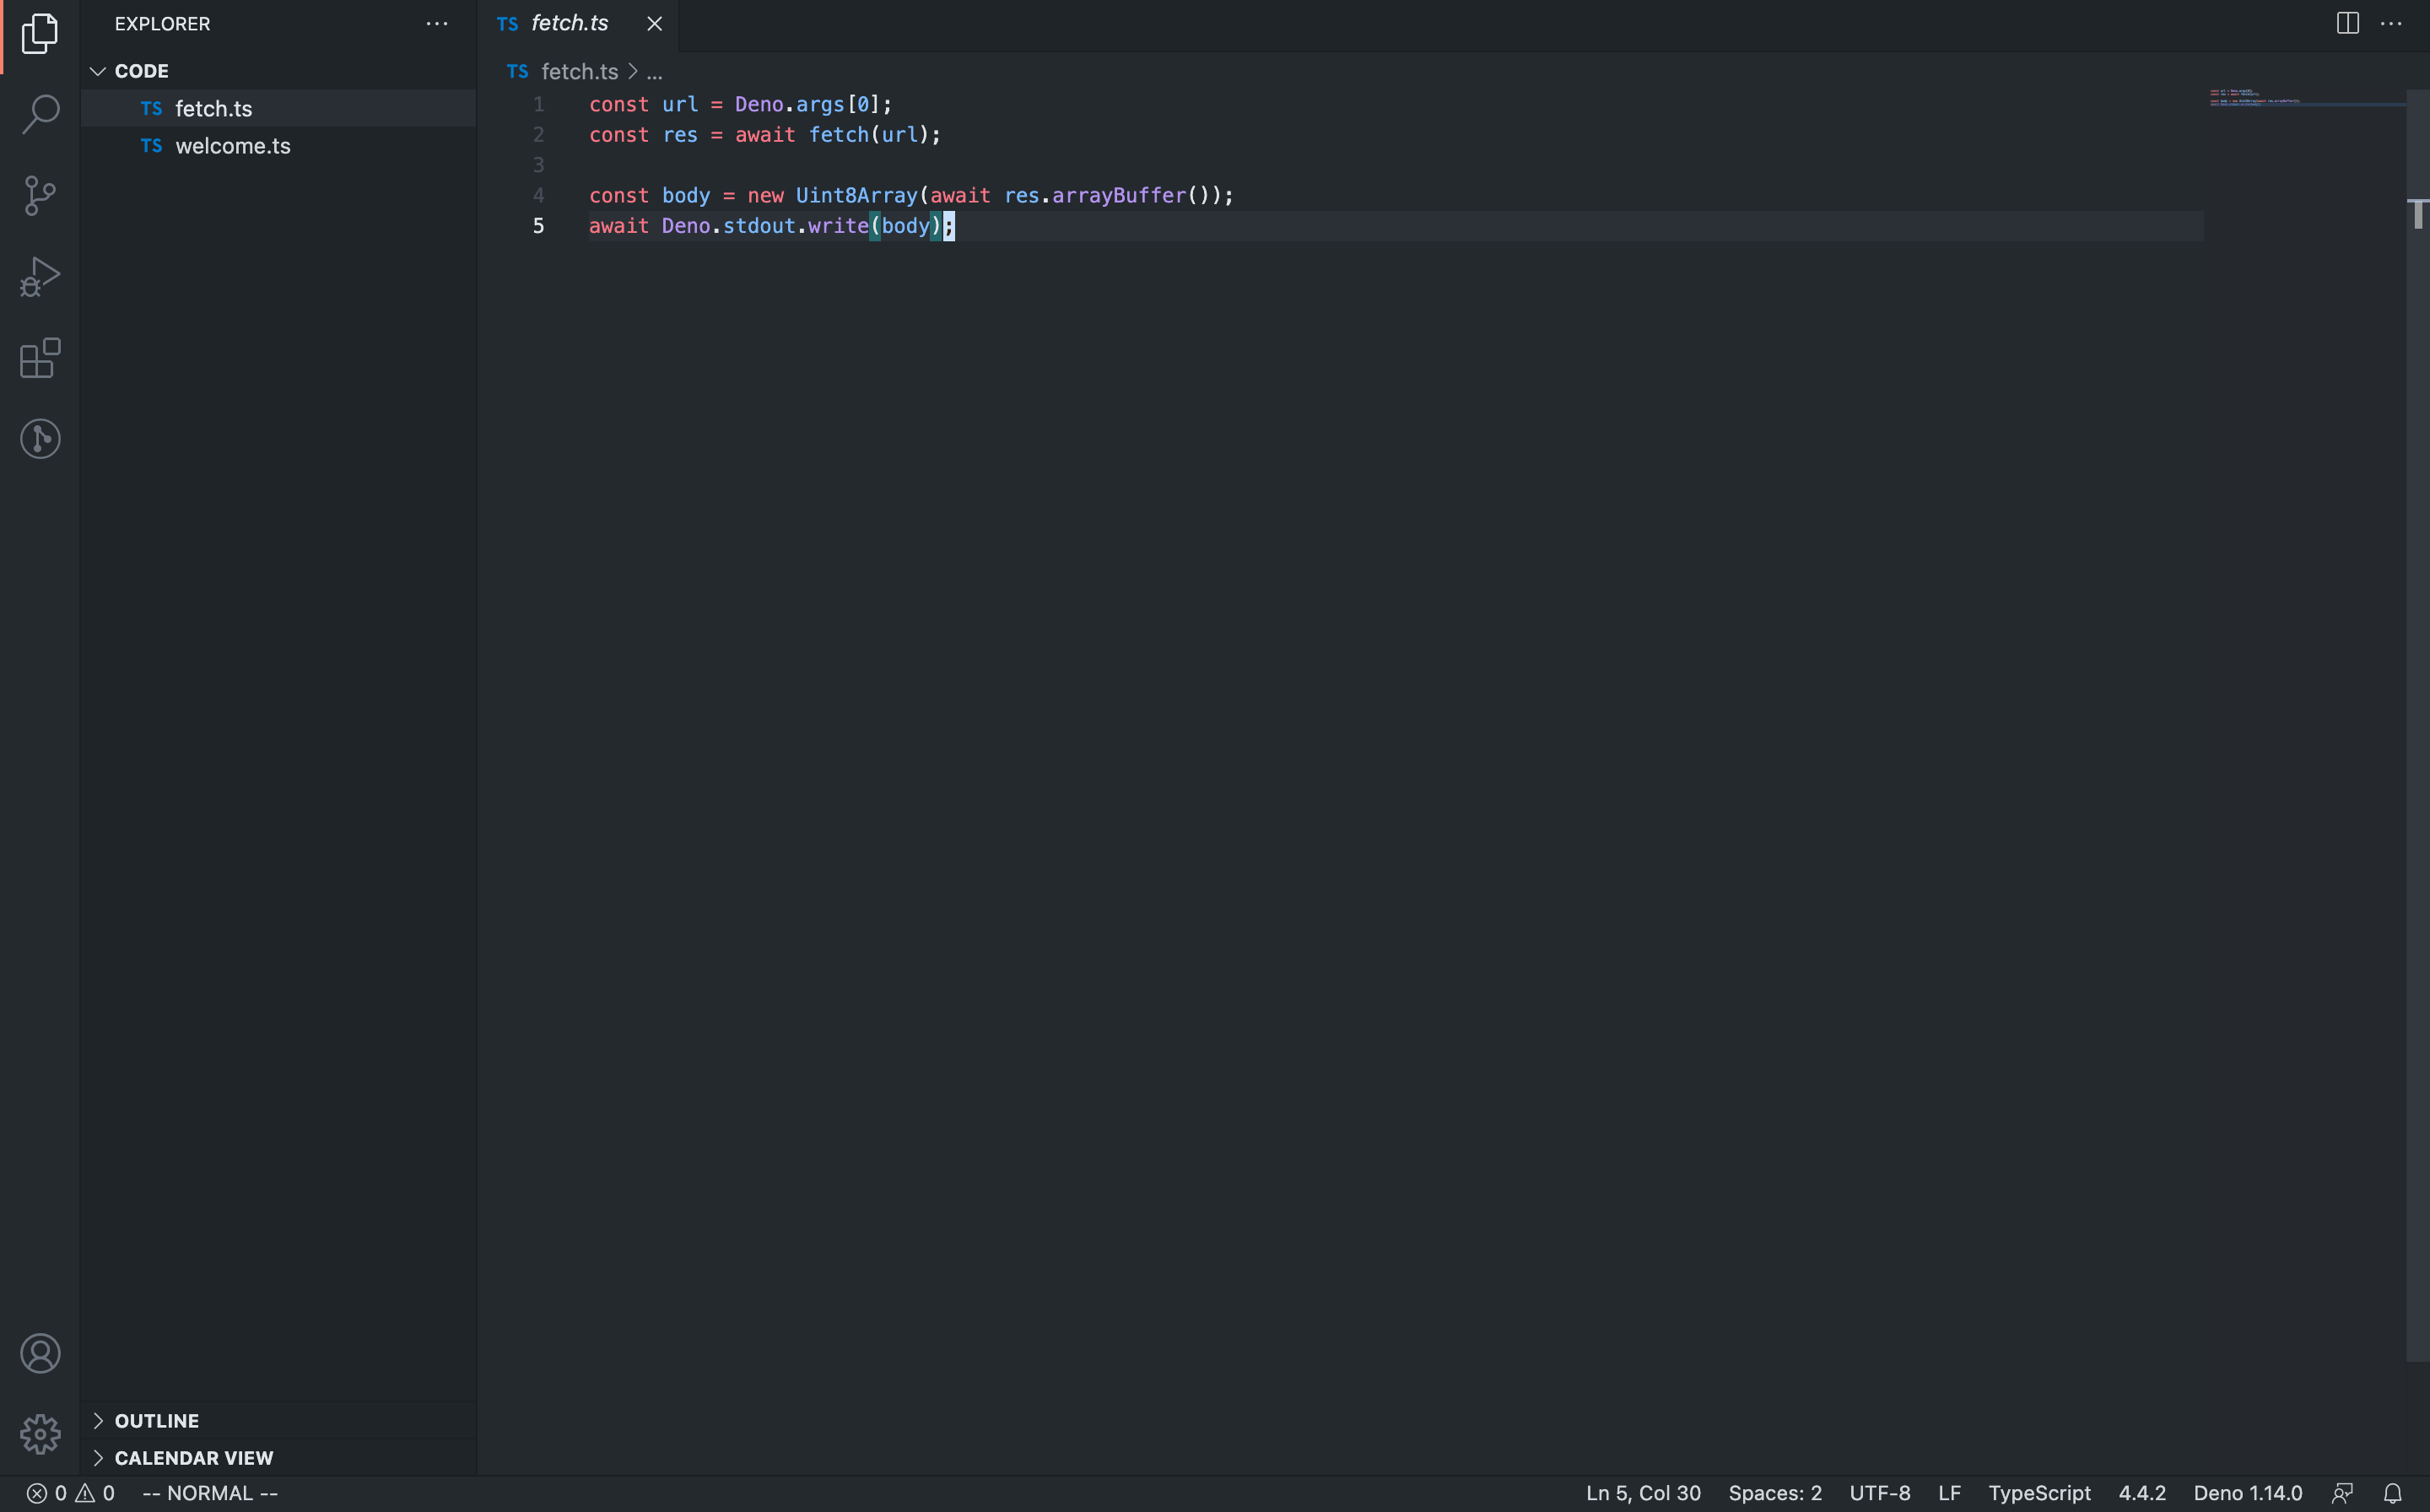 EXPLORER
CODE
TS fetch.ts
TS welcome.ts
OUTLINE
CALENDAR VIEW
TS fetch.ts
TS fetch.ts > ...
1 const url = Deno.args[0];
2 const res = await fetch(url);
3
4 const body = new Uint8Array(await res.arrayBuffer());
5 await Deno.stdout.write(body);
0 0 -- NORMAL -- Ln 5, Col 30 Spaces: 2 UTF-8 LF TypeScript 4.4.2 Deno 1.14.0